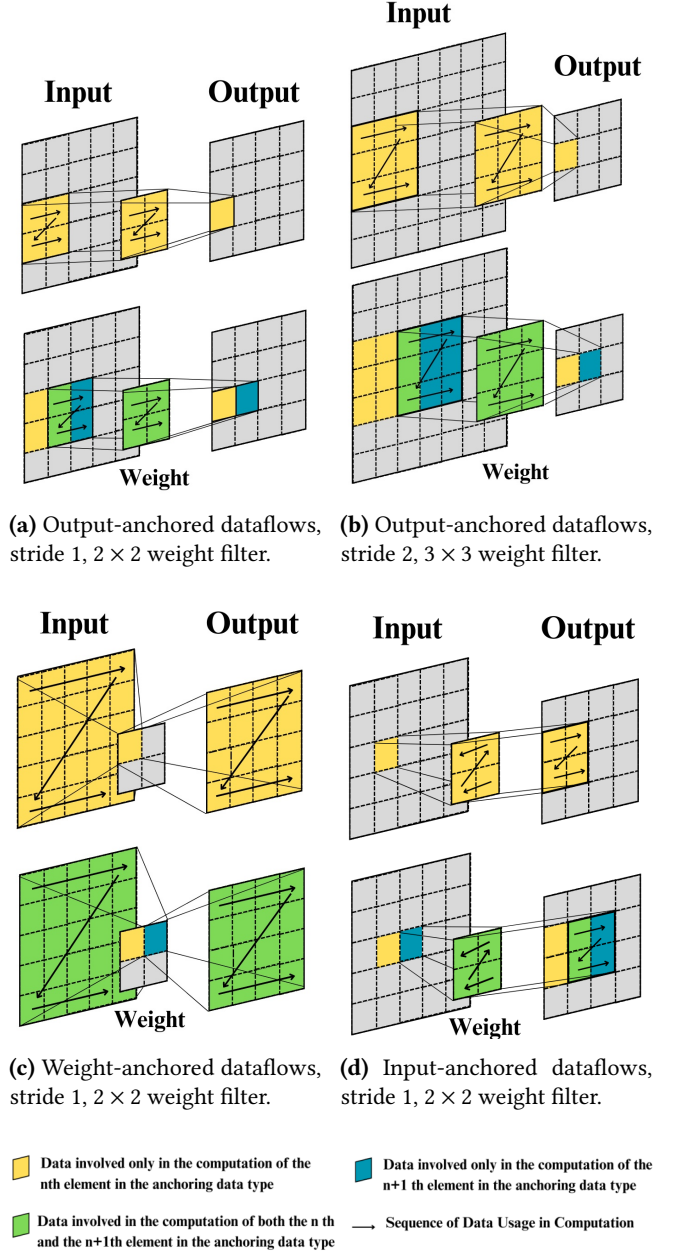 Input
Output
Weight
(a) Output-anchored dataflows,
stride 1, 2 × 2 weight filter.
Input
Output
Weight
(b) Output-anchored dataflows,
stride 2, 3 × 3 weight filter.
Input
Output
Weight
(c) Weight-anchored dataflows,
stride 1, 2 × 2 weight filter.
Input
Output
Weight
(d) Input-anchored dataflows,
stride 1, 2 × 2 weight filter.
Data involved only in the computation of the
nth element in the anchoring data type
Data involved only in the computation of the
n+1 th element in the anchoring data type
Data involved in the computation of both the n th
and the n+1th element in the anchoring data type
Sequence of Data Usage in Computation